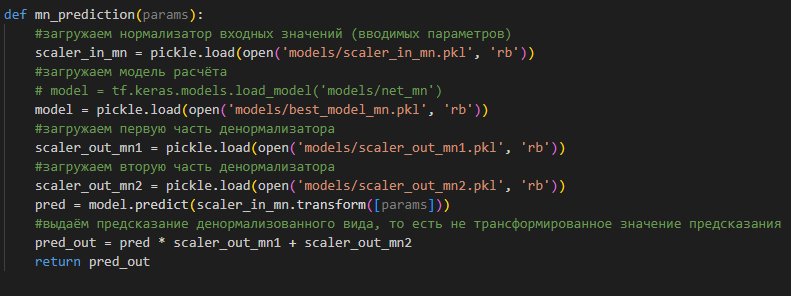 def mn_prediction(params):
    #загружаем нормализатор входных значений (вводимых параметров)
    scaler_in_mn = pickle.load(open('models/scaler_in_mn.pkl', 'rb'))
    #загружаем модель расчёта
    # model = tf.keras.models.load_model('models/net_mn')
    model = pickle.load(open('models/best_model_mn.pkl', 'rb'))
    #загружаем первую часть денормализатора
    scaler_out_mn1 = pickle.load(open('models/scaler_out_mn1.pkl', 'rb'))
    #загружаем вторую часть денормализатора
    scaler_out_mn2 = pickle.load(open('models/scaler_out_mn2.pkl', 'rb'))
    pred = model.predict(scaler_in_mn.transform([params]))
    #выдаём предсказание денормализованного вида, то есть не трансформированное значение предсказания
    pred_out = pred * scaler_out_mn1 + scaler_out_mn2
    return pred_out